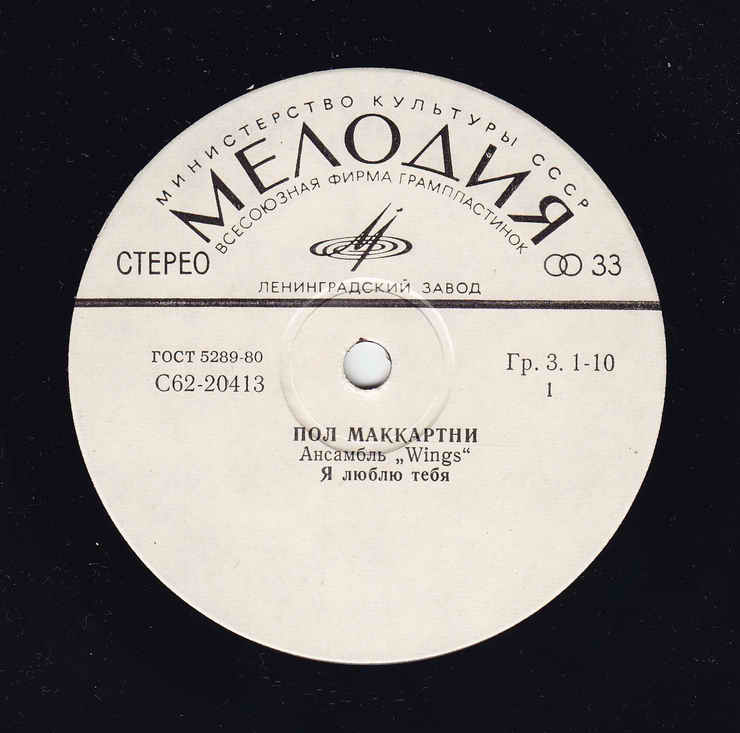 МИНИСТЕРСТВО КУЛЬТУРЫ СССР
МЕЛОДИЯ
ВСЕСОЮЗНАЯ ФИРМА ГРАМПЛАСТИНОК
СТЕРЕО
33
ЛЕНИНГРАДСКИЙ ЗАВОД
ГОСТ 5289-80
С62-20413
Гр. 3. 1-10
1
ПОЛ МАККАРТНИ
Ансамбль „Wings“
Я люблю тебя